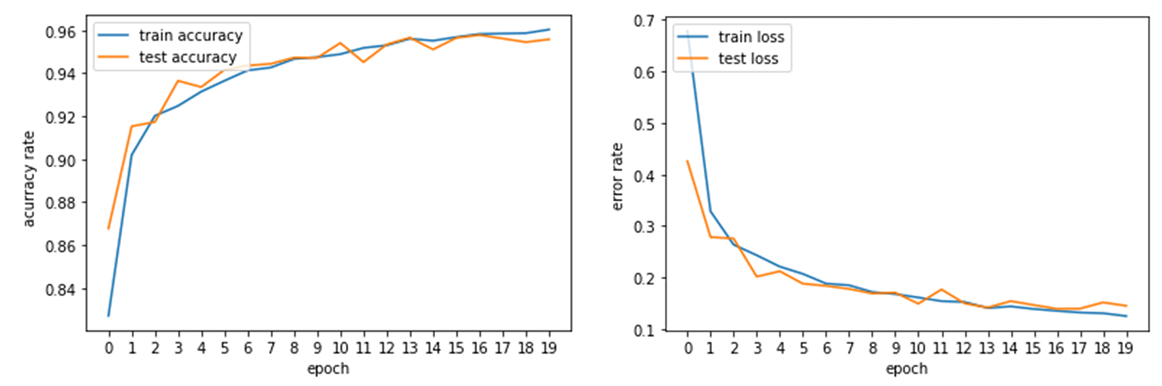 0.96
0.94
0.92
0.90
0.88
0.86
0.84
acurracy rate
train accuracy
test accuracy
0 1 2 3 4 5 6 7 8 9 10 11 12 13 14 15 16 17 18 19
epoch
0.7
0.6
0.5
0.4
0.3
0.2
0.1
error rate
train loss
test loss
0 1 2 3 4 5 6 7 8 9 10 11 12 13 14 15 16 17 18 19
epoch